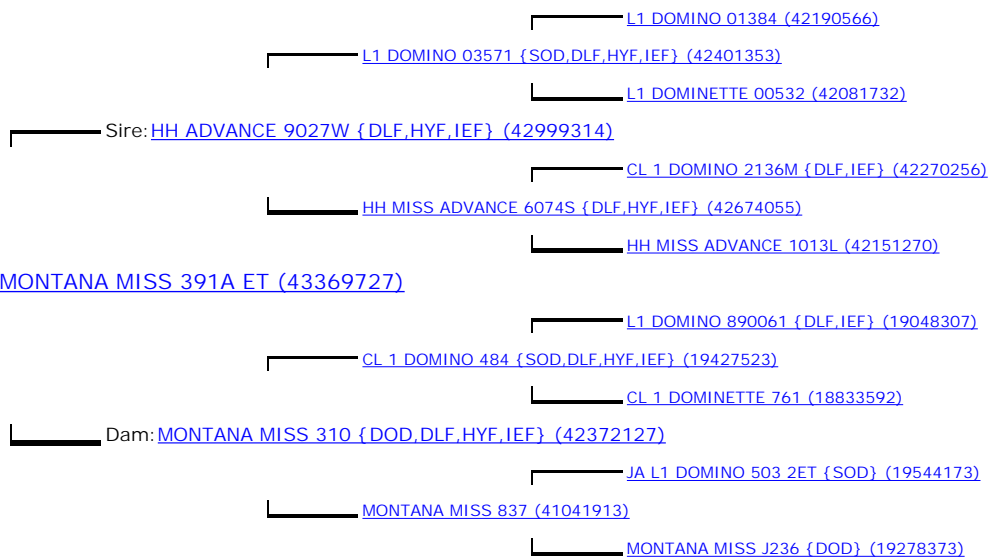 L1 DOMINO 01384 (42190566)
L1 DOMINO 03571 {SOD,DLF,HYF,IEF} (42401353)
L1 DOMINETTE 00532 (42081732)
Sire: HH ADVANCE 9027W {DLF,HYF,IEF} (42999314)
CL 1 DOMINO 2136M {DLF,IEF} (42270256)
HH MISS ADVANCE 6074S {DLF,HYF,IEF} (42674055)
HH MISS ADVANCE 1013L (42151270)
MONTANA MISS 391A ET (43369727)
L1 DOMINO 890061 {DLF,IEF} (19048307)
CL 1 DOMINO 484 {SOD,DLF,HYF,IEF} (19427523)
CL 1 DOMINETTE 761 (18833592)
Dam: MONTANA MISS 310 {DOD,DLF,HYF,IEF} (42372127)
JA L1 DOMINO 503 2ET {SOD} (19544173)
MONTANA MISS 837 (41041913)
MONTANA MISS J236 {DOD} (19278373)